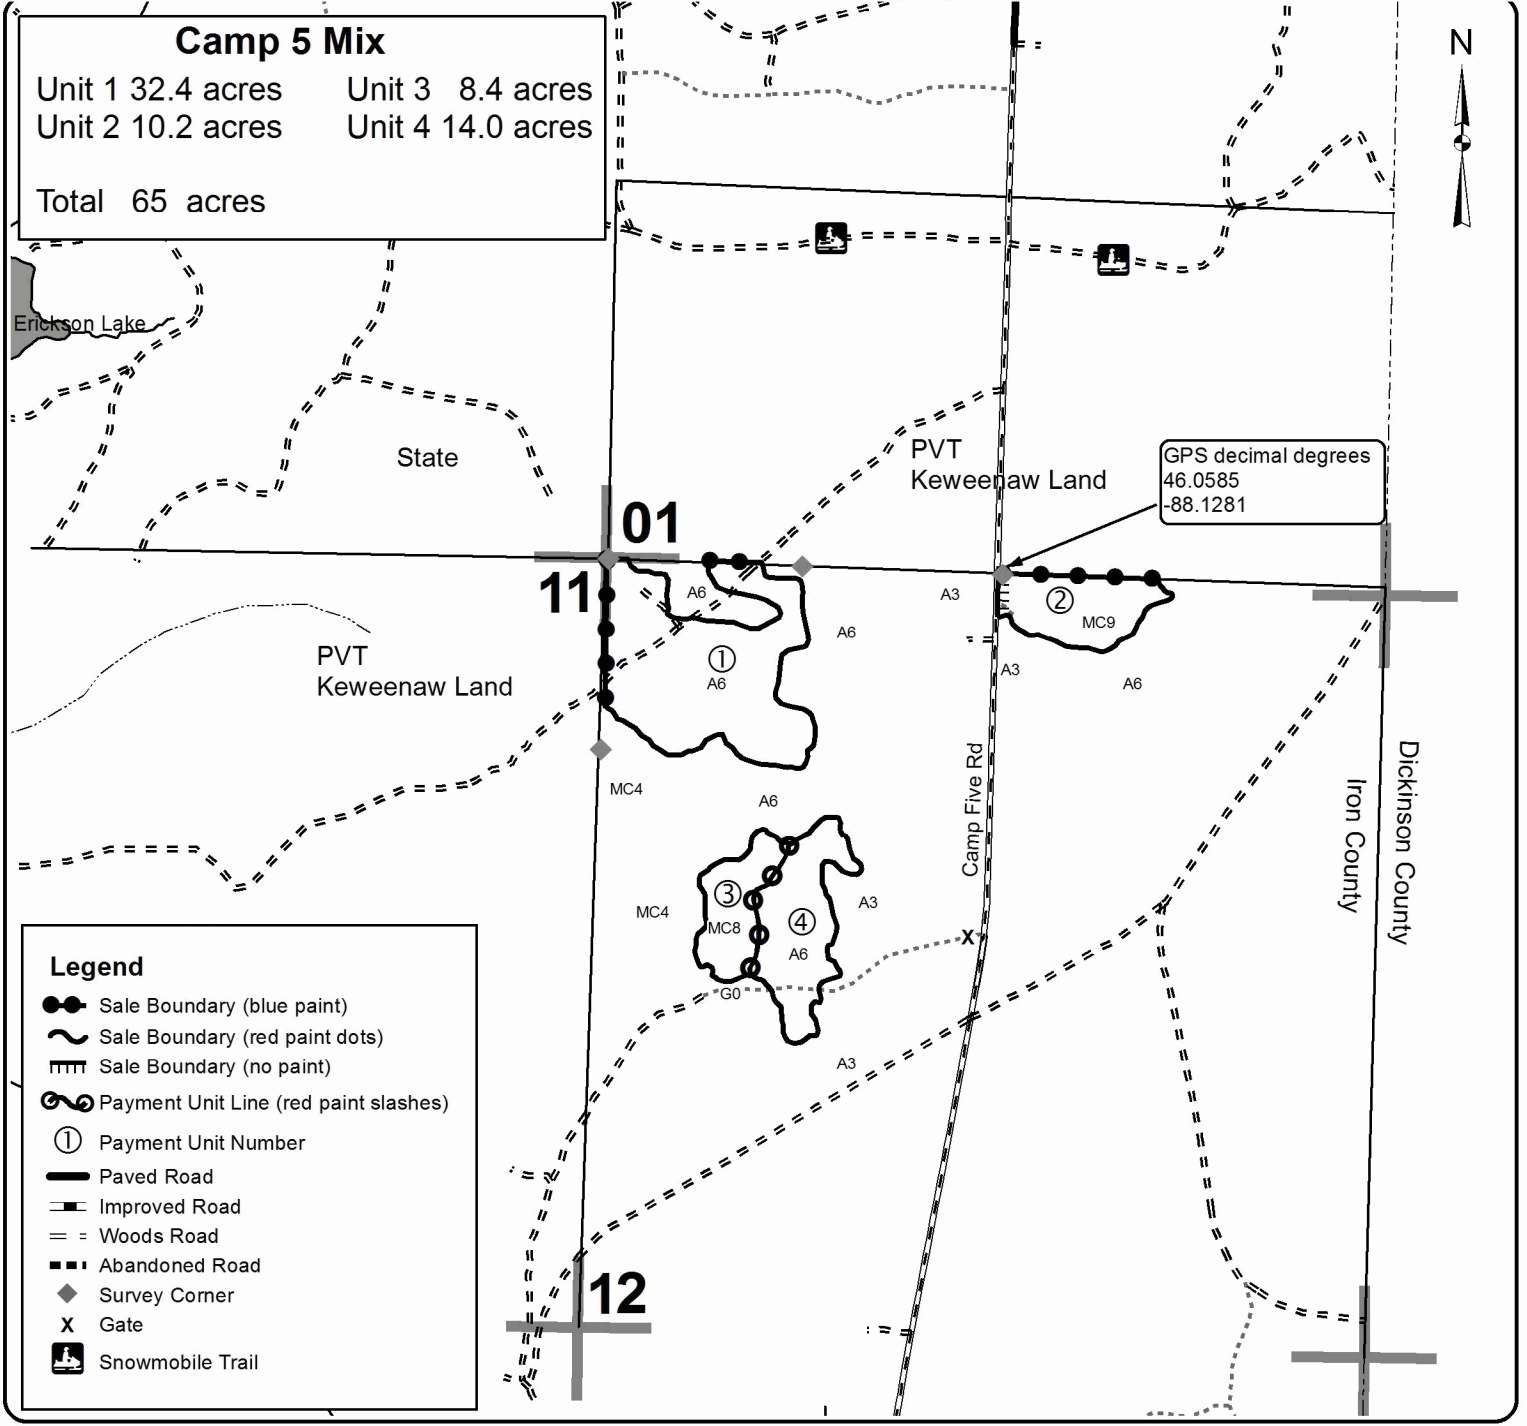 Camp 5 Mix
Unit 1 32.4 acres
Unit 3 8.4 acres
Unit 2 10.2 acres
Unit 4 14.0 acres
Total 65 acres
N
Erickson Lake
State
PVT
Keweenaw Land
GPS decimal degrees
46.0585
-88.1281
01
11
A6
A3
②
MC9
A6
PVT
Keweenaw Land
①
A6
A3
A6
MC4
A6
Camp Five Rd
Dickinson County
Iron County
③
MC8
MC4
④
A6
A3
X
G0
A3
12
Legend
Sale Boundary (blue paint)
Sale Boundary (red paint dots)
Sale Boundary (no paint)
Payment Unit Line (red paint slashes)
① Payment Unit Number
Paved Road
Improved Road
Woods Road
Abandoned Road
Survey Corner
X Gate
Snowmobile Trail